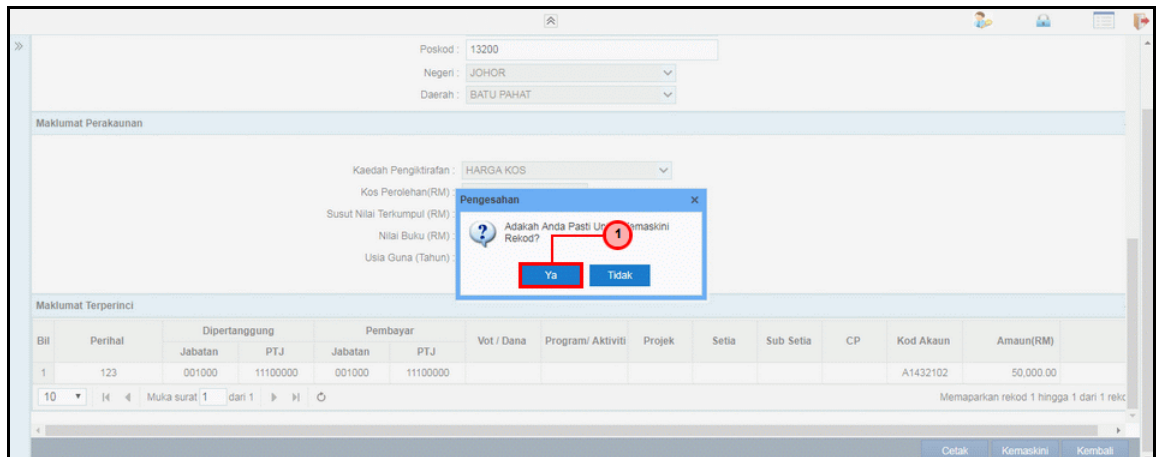 Poskod : 13200
Negeri : JOHOR
Daerah : BATU PAHAT
Maklumat Perakaunan
Kaedah Pengiktirafan : HARGA KOS
Kos Perolehan(RM) :
Susut Nilai Terkumpul (RM) :
Nilai Buku (RM) :
Usia Guna (Tahun) :
Pengesahan
Adakah Anda Pasti
Rekod?
1
Ya Tidak
Maklumat Terperinci
Bil Perihal Dipertanggung Pembayar Vot / Dana Program/ Aktiviti Projek Setia Sub Setia CP Kod Akaun Amaun(RM)
Jabatan PTJ Jabatan PTJ
1 123 001000 11100000 001000 11100000 A1432102 50,000.00
10 Muka surat 1 dari 1 Memaparkan rekod 1 hingga 1 dari 1
Cetak Kemaskini Kembali